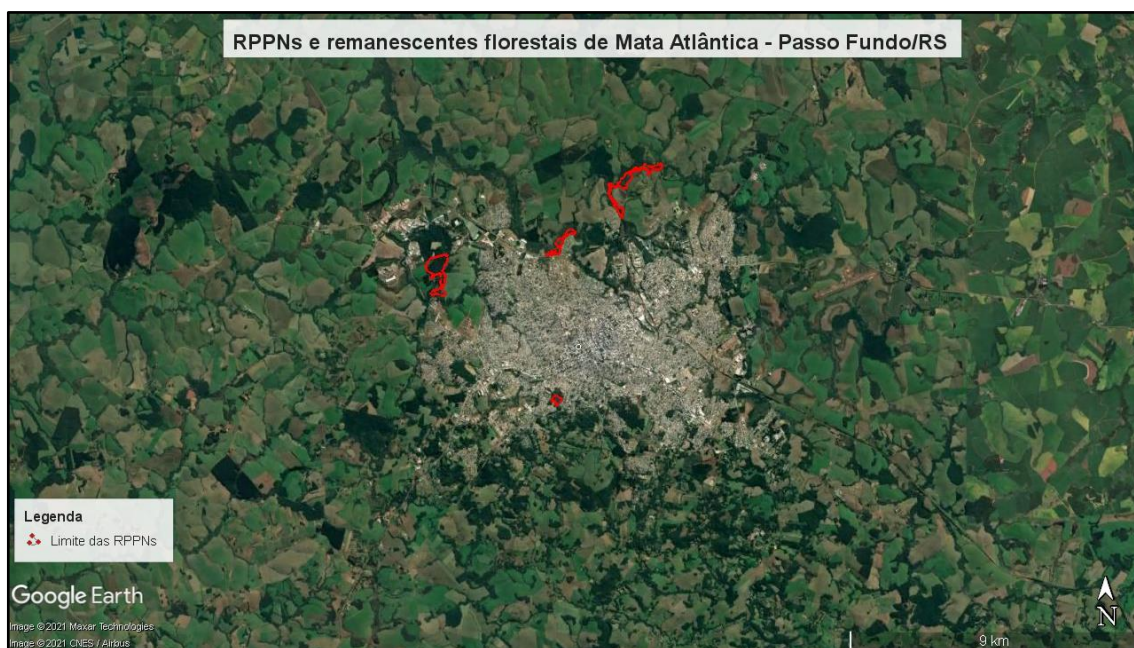 RPPNs e remanescentes florestais de Mata Atlântica - Passo Fundo/RS
Legenda
Limite das RPPNs
Google Earth
Image © 2021 Maxar Technologies
Image © 2021 CNES / Airbus
N
9 km